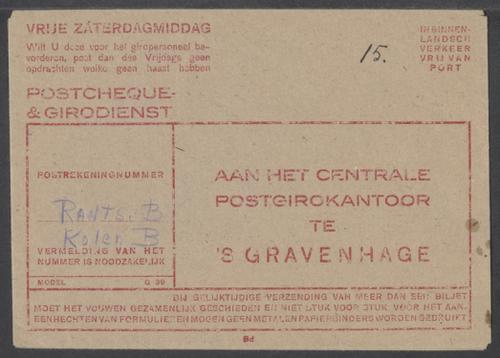 VRIJE ZATERDAGMIDDAG
Wilt U deze voor het giropersoneel be-
vorderen, post dan des Vrijdags geen
opdrachten welke geen haast hebben
15.
IN BINNEN-
LANDSCH
VERKEER
VRIJ VAN
PORT
POSTCHEQUE-
& GIRODIENST
POSTREKENINGNUMMER
RANTS. B
Kolen B
VERMELDING VAN HET
NUMMER IS NOODZAKELIJK
MODEL G 39
AAN HET CENTRALE
POSTGIROKANTOOR
TE
'S GRAVENHAGE
BIJ GELIJKTIJDIGE VERZENDING VAN MEER DAN EEN BILJET
MOET HET VOUWEN GEZAMENLIJK GESCHIEDEN EN NIET STUK VOOR STUK. VOOR HET AAN-
EENHECHTEN VAN FORMULIEREN MOGEN GEEN METALEN PAPIERBINDERS WORDEN GEBRUIKT
Bd